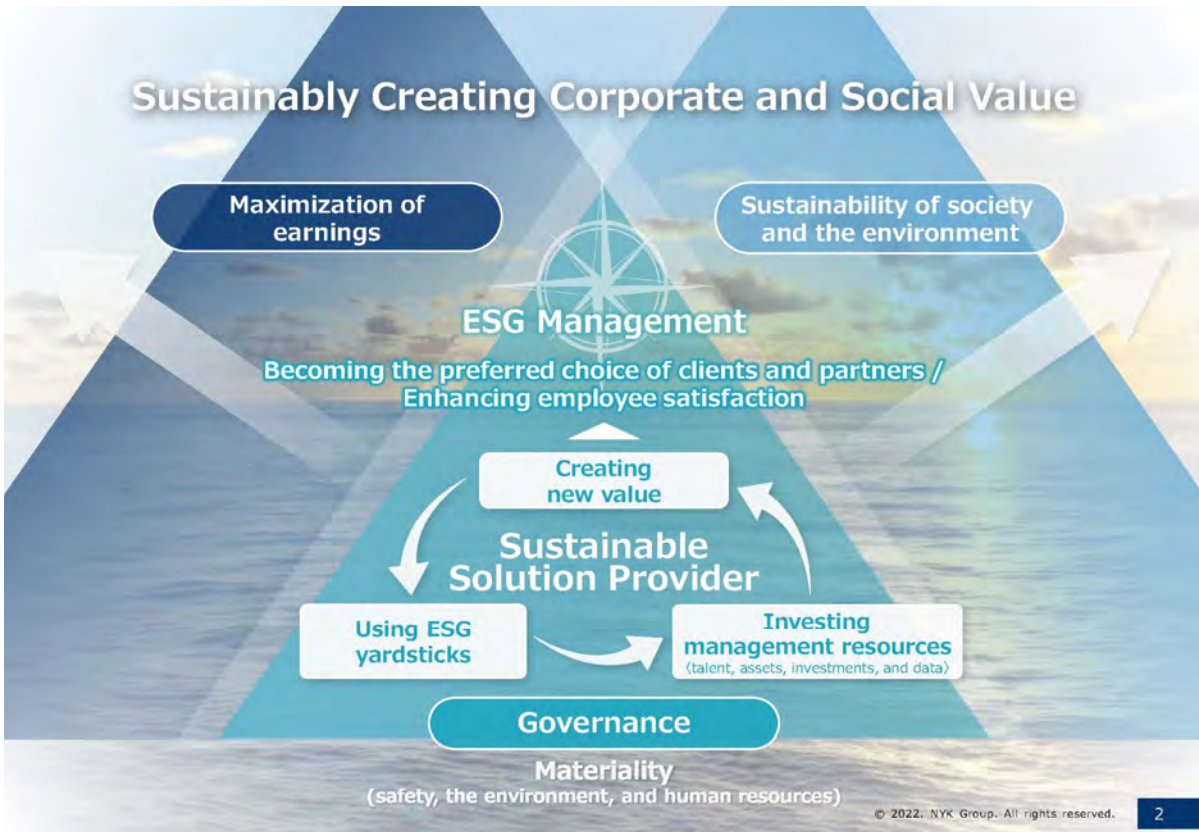 Sustainably Creating Corporate and Social Value
Maximization of
earnings
Sustainability of society
and the environment
ESG Management
Becoming the preferred choice of clients and partners /
Enhancing employee satisfaction
Creating
new value
Sustainable
Solution Provider
Using ESG
yardsticks
Investing
management resources
〈talent, assets, investments, and data〉
Governance
Materiality
(safety, the environment, and human resources)
© 2022. NYK Group. All rights reserved.
2